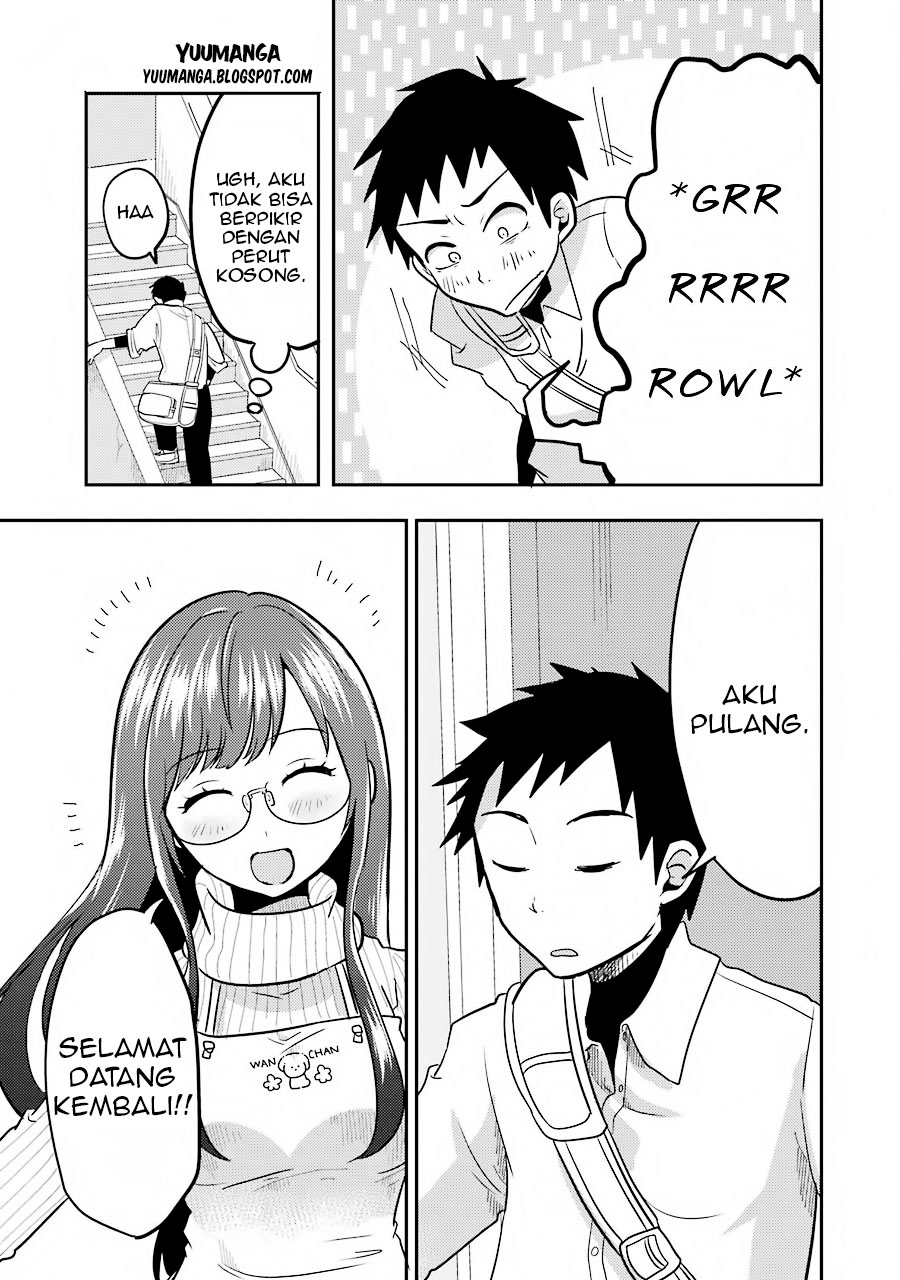 YUUMANGA
YUUMANGA.BLOGSPOT.COM
*GRR
RRRR
ROWL*
UGH, AKU
TIDAK BISA
BERPIKIR
DENGAN
PERUT
KOSONG.
HAA
AKU
PULANG.
SELAMAT
DATANG
KEMBALI!!
WAN CHAN